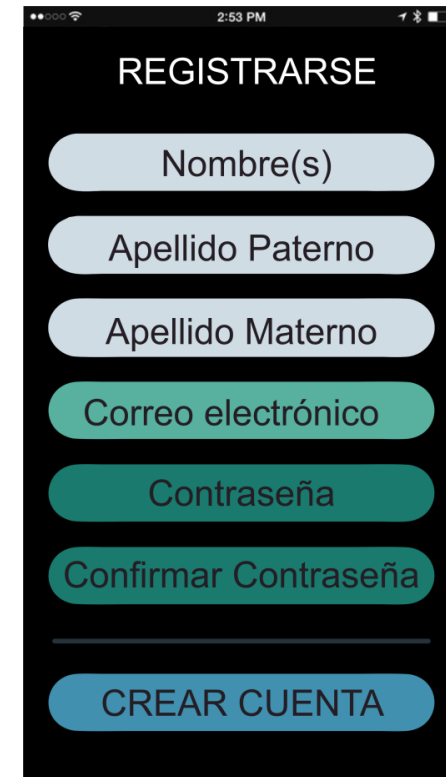 2:53 PM
REGISTRARSE
Nombre(s)
Apellido Paterno
Apellido Materno
Correo electrónico
Contraseña
Confirmar Contraseña
CREAR CUENTA